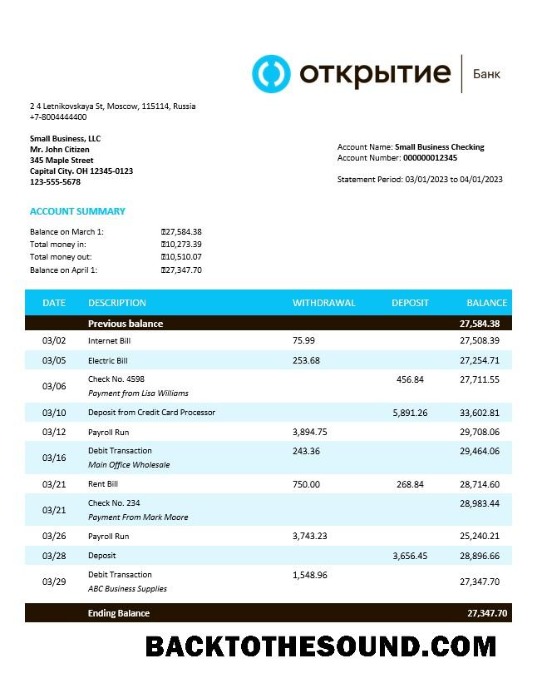 открытие Банк
2 4 Letnikovskaya St, Moscow, 115114, Russia
+7-8004444400
Small Business, LLC
Mr. John Citizen
345 Maple Street
Capital City, OH 12345-0123
123-555-5678
Account Name: Small Business Checking
Account Number: 000000012345
Statement Period: 03/01/2023 to 04/01/2023
ACCOUNT SUMMARY
Balance on March 1: 27,584.38
Total money in: 10,273.39
Total money out: 10,510.07
Balance on April 1: 27,347.70
DATE DESCRIPTION WITHDRAWAL DEPOSIT BALANCE
Previous balance 27,584.38
03/02 Internet Bill 75.99 27,508.39
03/05 Electric Bill 253.68 27,254.71
03/06 Check No. 4598 456.84 27,711.55
Payment from Lisa Williams
03/10 Deposit from Credit Card Processor 5,891.26 33,602.81
03/12 Payroll Run 3,894.75 29,708.06
03/16 Debit Transaction 243.36 29,464.06
Main Office Wholesale
03/21 Rent Bill 750.00 268.84 28,714.60
03/21 Check No. 234 28,983.44
Payment From Mark Moore
03/26 Payroll Run 3,743.23 25,240.21
03/28 Deposit 3,656.45 28,896.66
03/29 Debit Transaction 1,548.96 27,347.70
ABC Business Supplies
Ending Balance 27,347.70
BACKTOTHESOUND.COM